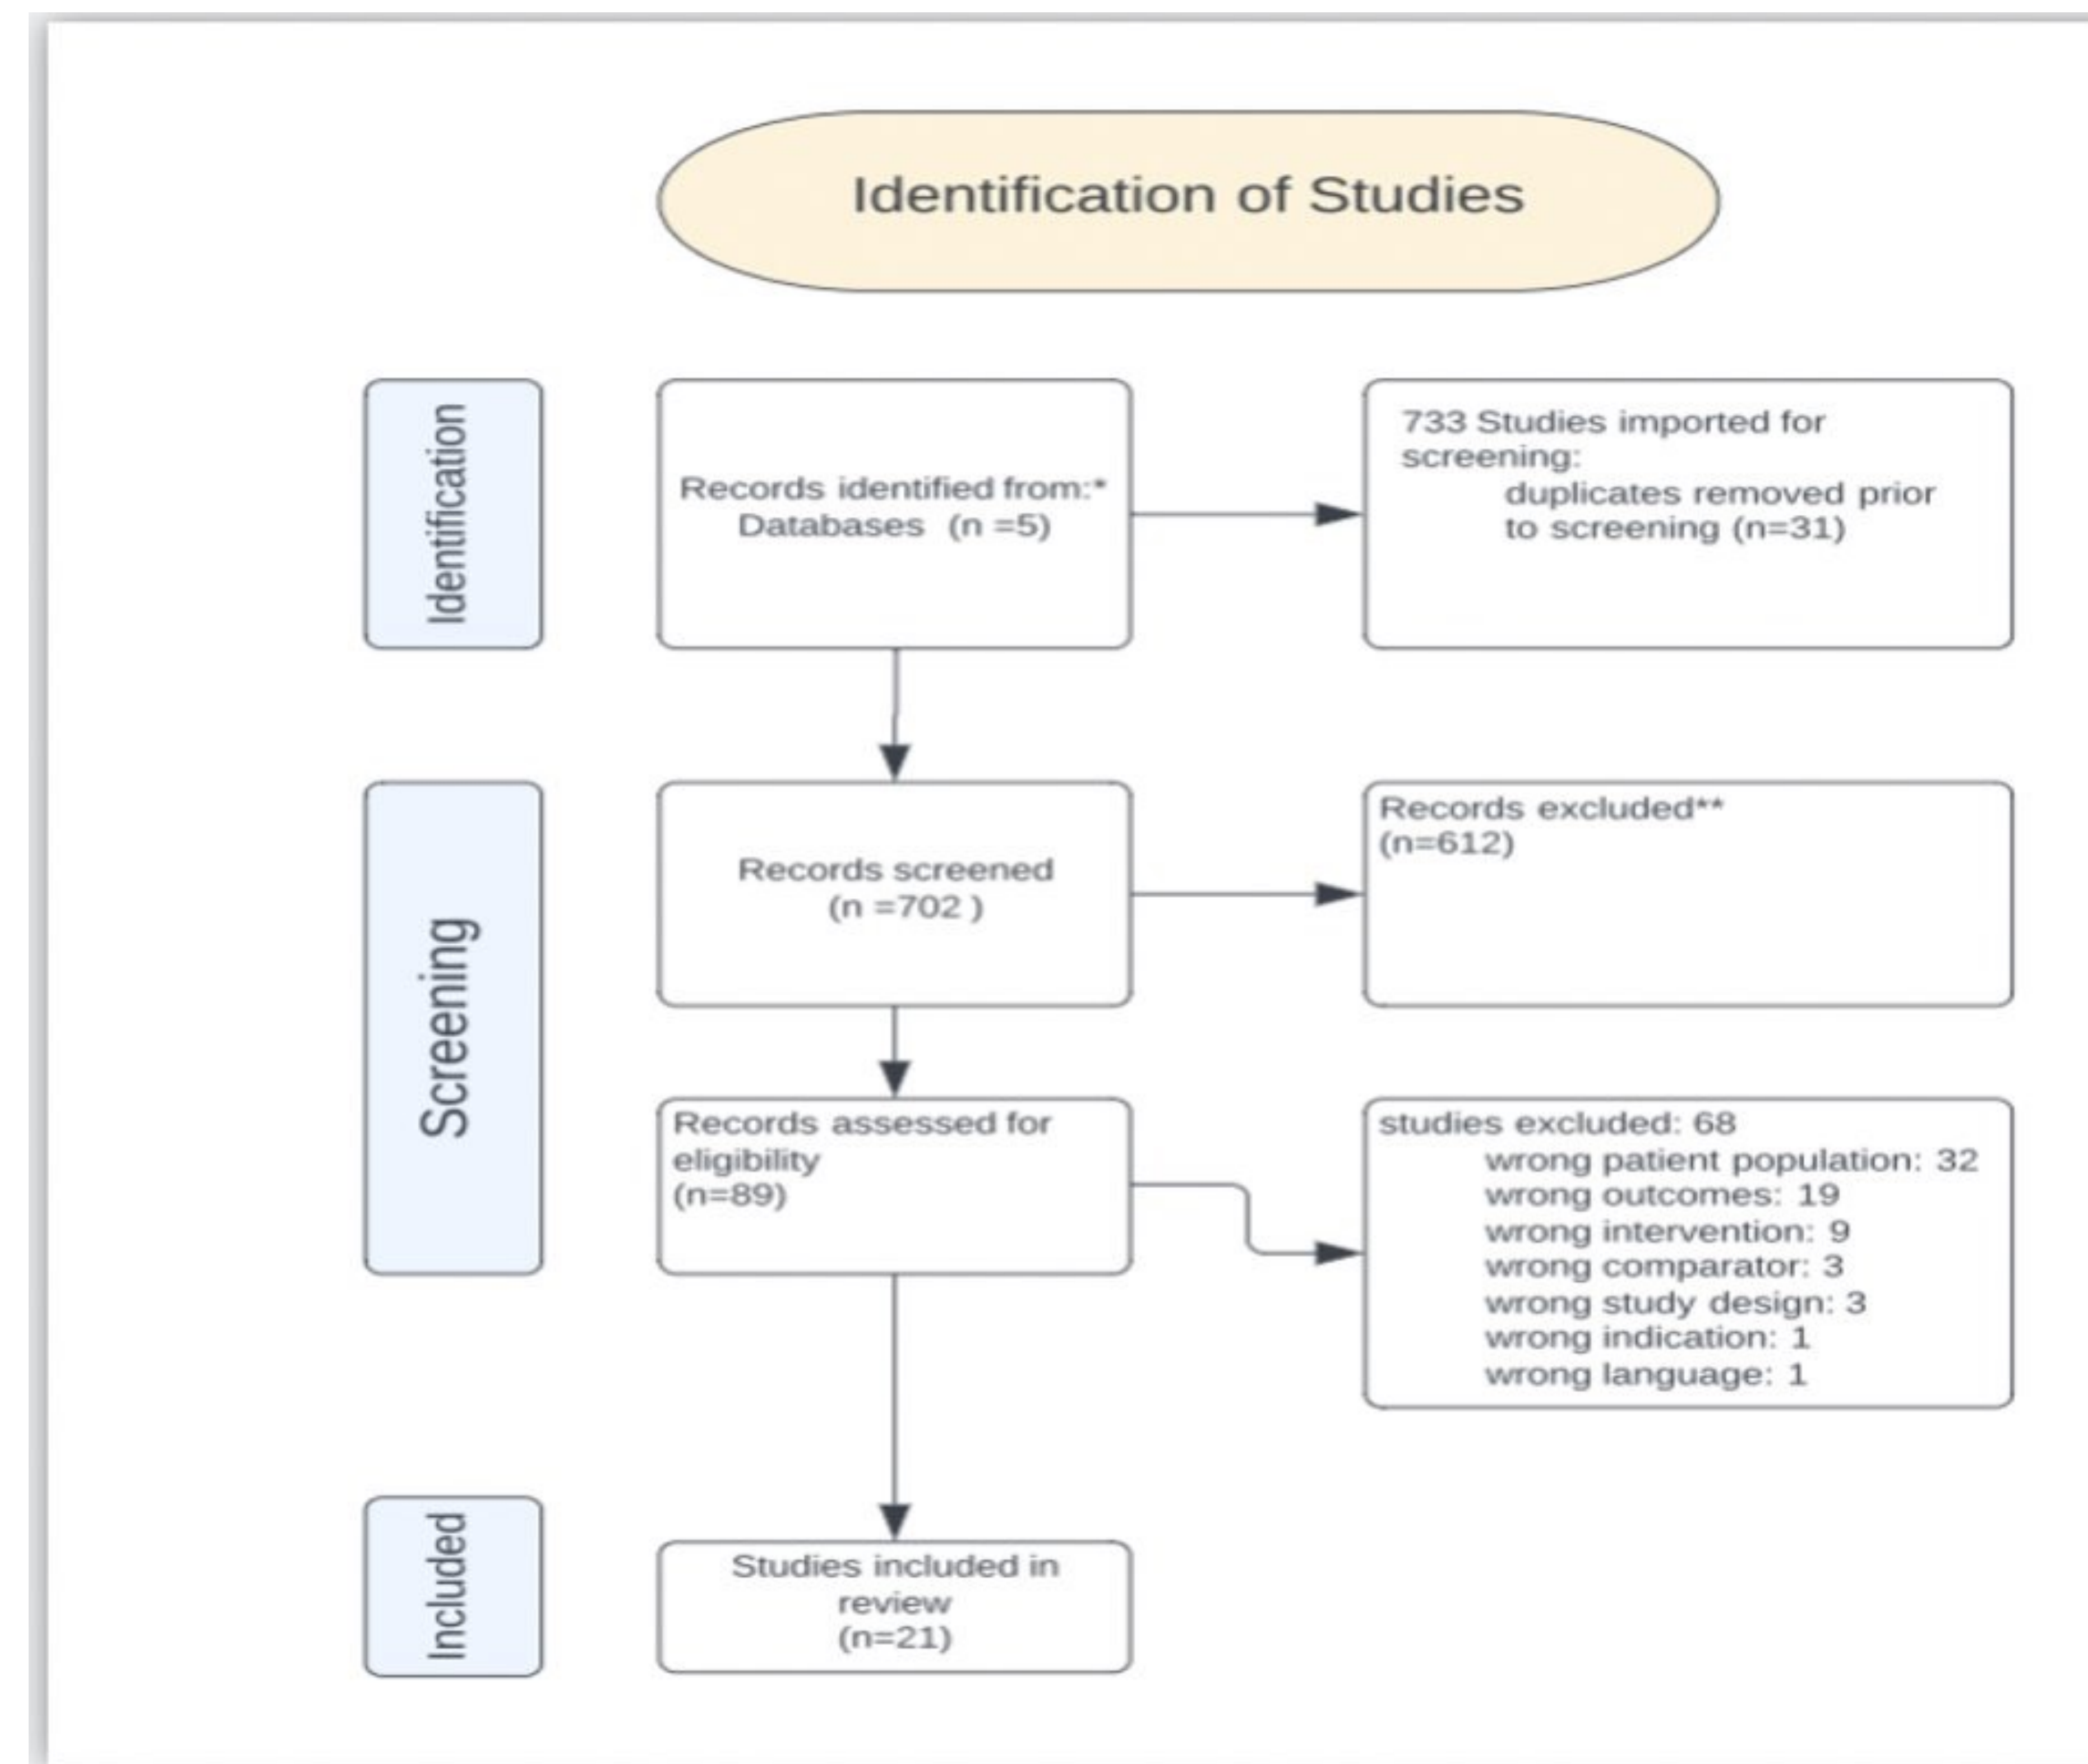 Identification of Studies
Identification
Records identified from:*
Databases (n =5)
733 Studies imported for
screening:
duplicates removed prior
to screening (n=31)
Screening
Records screened
(n =702 )
Records excluded**
(n=612)
Records assessed for
eligibility
(n=89)
studies excluded: 68
wrong patient population: 32
wrong outcomes: 19
wrong intervention: 9
wrong comparator: 3
wrong study design: 3
wrong indication: 1
wrong language: 1
Included
Studies included in
review
(n=21)